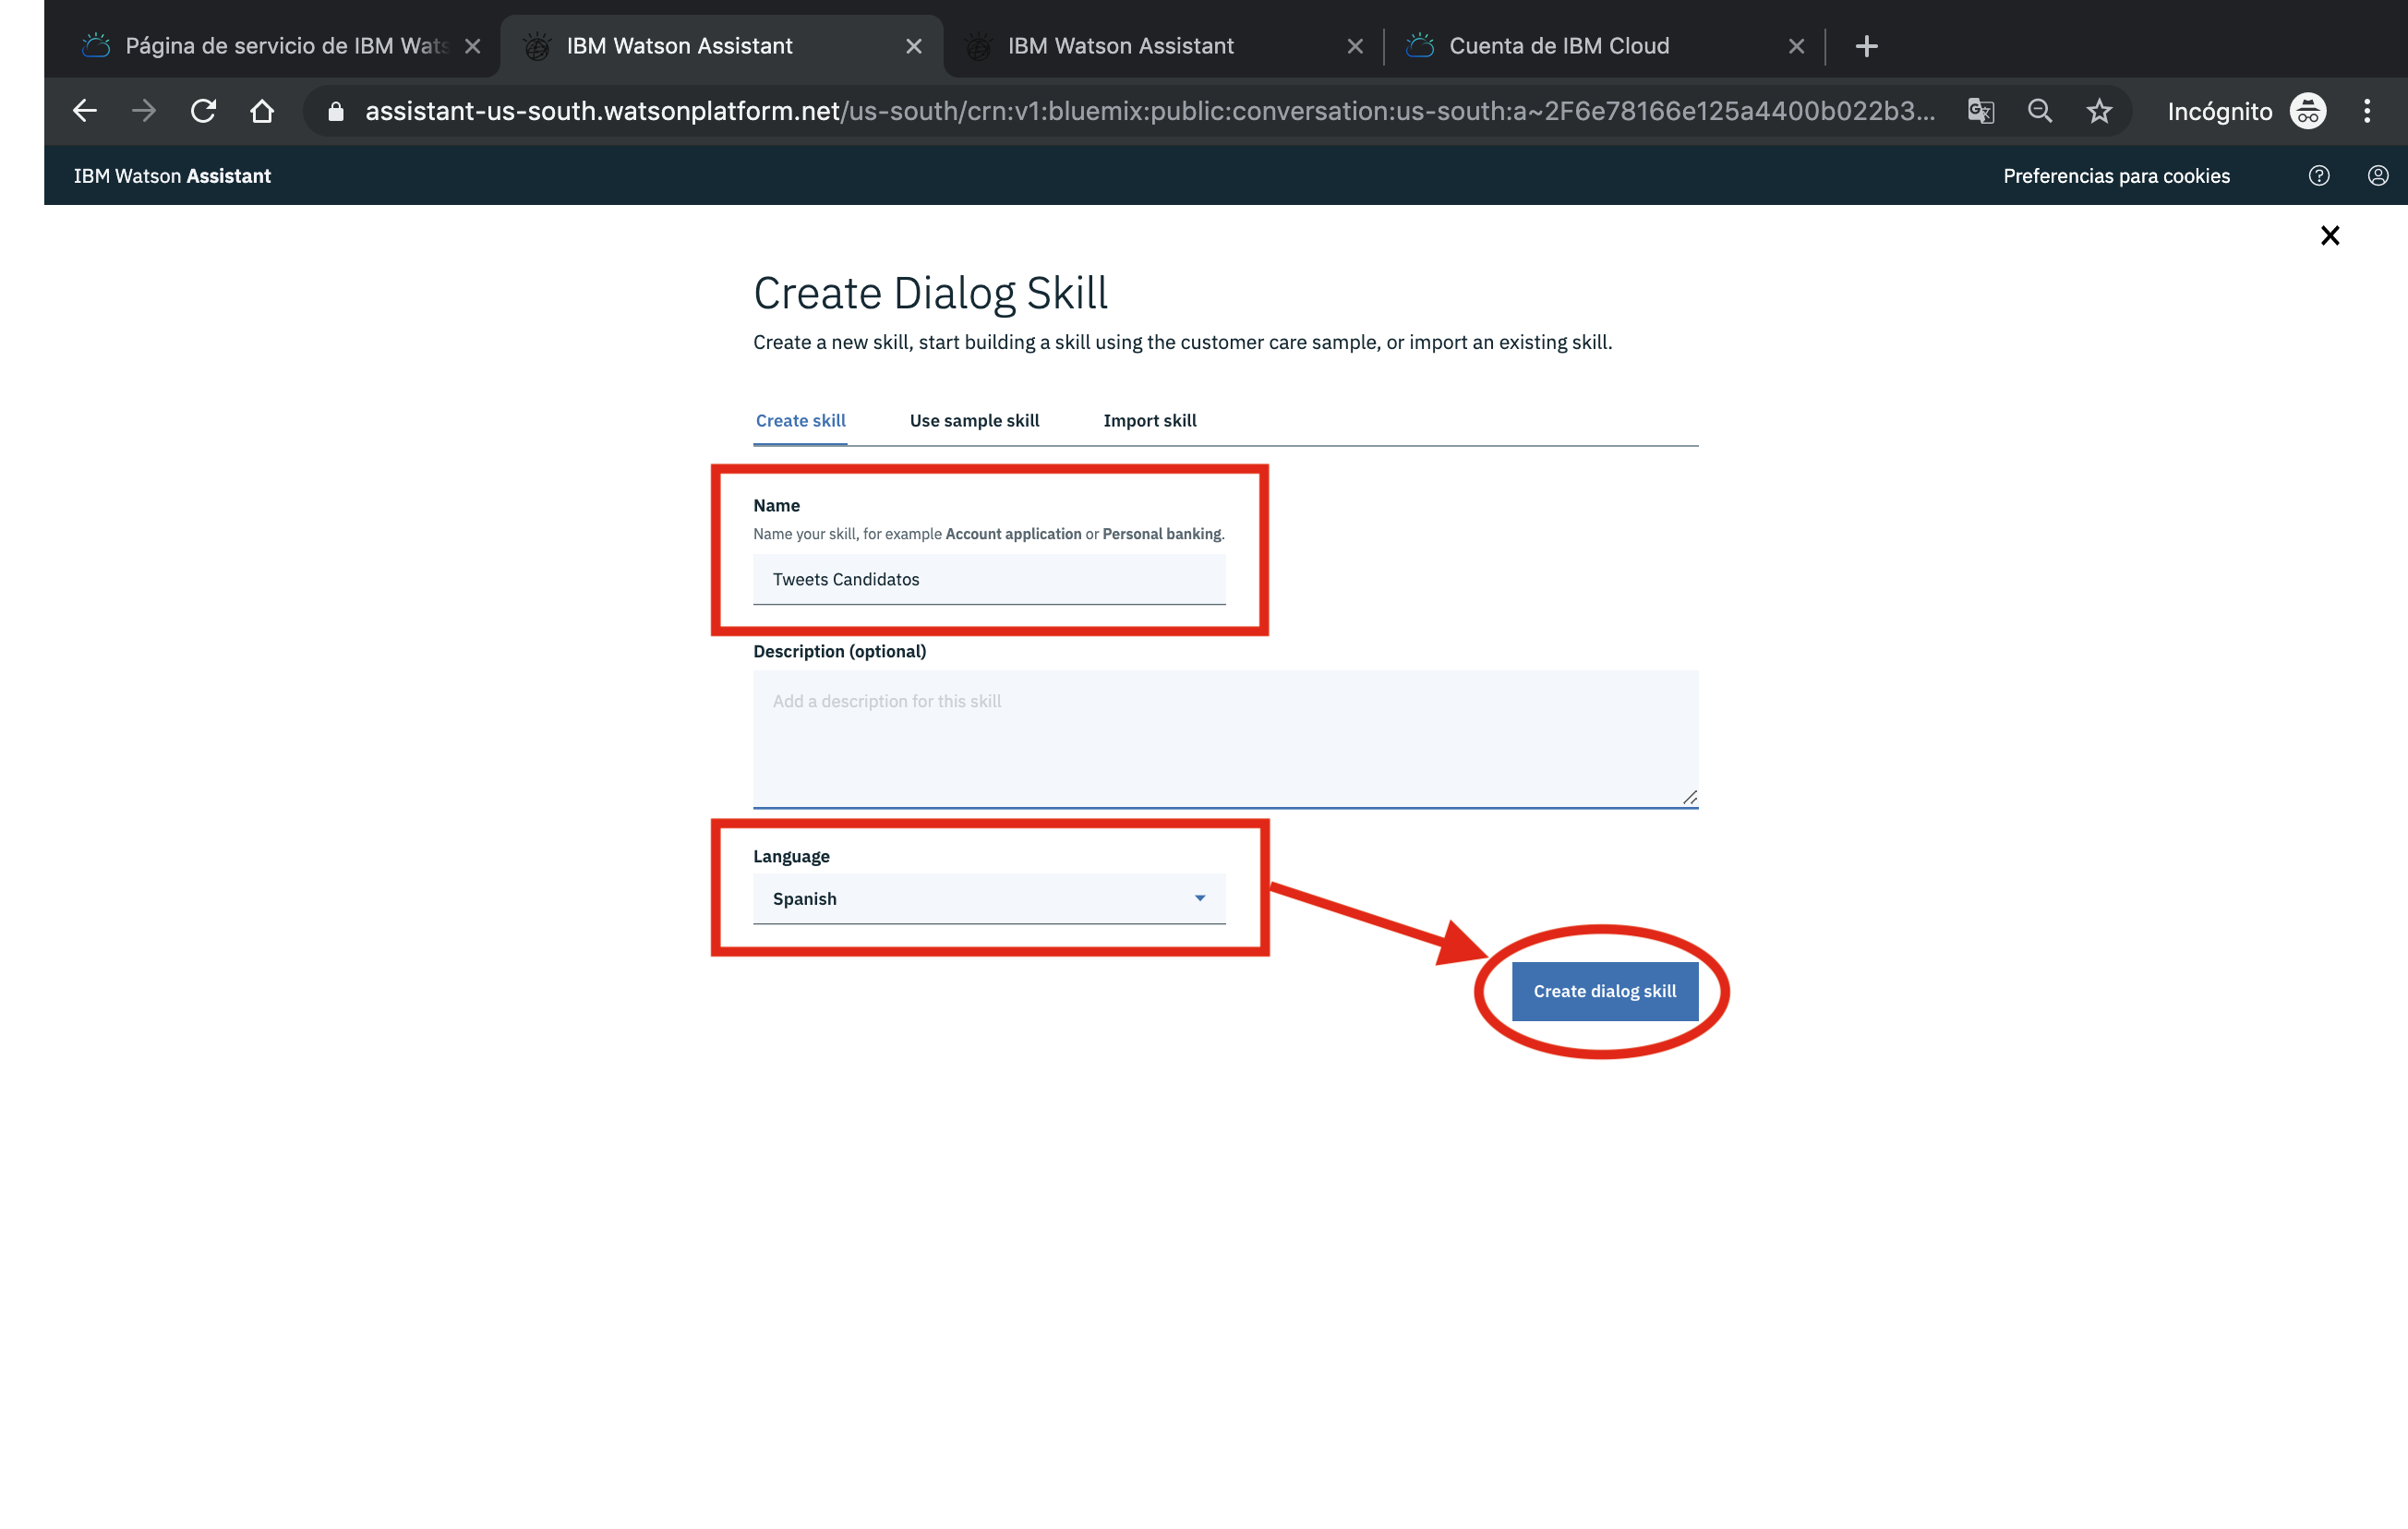 Página de servicio de IBM Wats
IBM Watson Assistant
IBM Watson Assistant
Cuenta de IBM Cloud
assistant-us-south.watsonplatform.net/us-south/crn:v1:bluemix:public:conversation:us-south:a~2F6e78166e125a4400b022b3...
Incógnito
IBM Watson Assistant
Preferencias para cookies
Create Dialog Skill
Create a new skill, start building a skill using the customer care sample, or import an existing skill.
Create skill
Use sample skill
Import skill
Name
Name your skill, for example Account application or Personal banking.
Tweets Candidatos
Description (optional)
Add a description for this skill
Language
Spanish
Create dialog skill